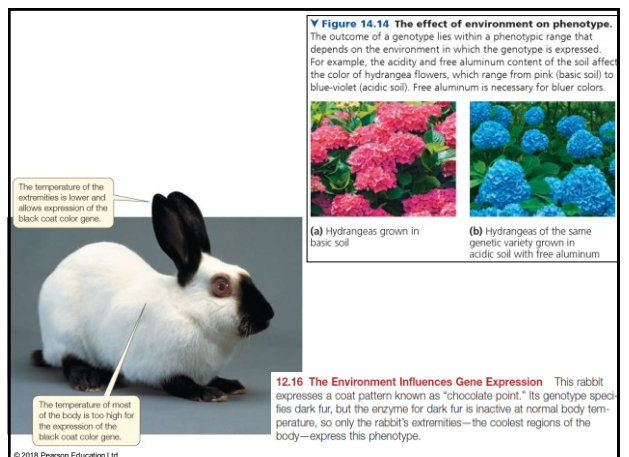 ▼ Figure 14.14 The effect of environment on phenotype.
The outcome of a genotype lies within a phenotypic range that
depends on the environment in which the genotype is expressed.
For example, the acidity and free aluminum content of the soil affect
the color of hydrangea flowers, which range from pink (basic soil) to
blue-violet (acidic soil). Free aluminum is necessary for bluer colors.
(a) Hydrangeas grown in
basic soil
(b) Hydrangeas of the same
genetic variety grown in
acidic soil with free aluminum
The temperature of the
extremities is lower and
allows expression of the
black coat color gene.
The temperature of most
of the body is too high for
the expression of the
black coat color gene.
12.16 The Environment Influences Gene Expression This rabbit
expresses a coat pattern known as “chocolate point.” Its genotype speci-
fies dark fur, but the enzyme for dark fur is inactive at normal body tem-
perature, so only the rabbit’s extremities—the coolest regions of the
body—express this phenotype.
© 2018 Pearson Education Ltd